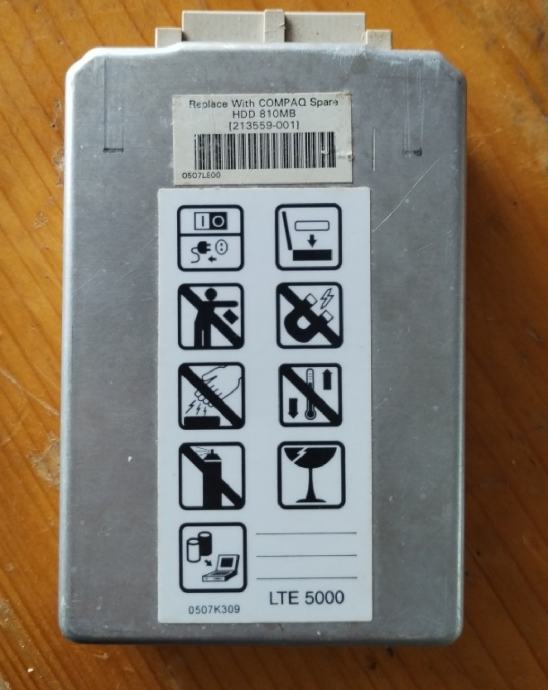 Replace With COMPAQ Spare
HDD 810MB
[213559-001]
0507LE00
LTE 5000
0507K309